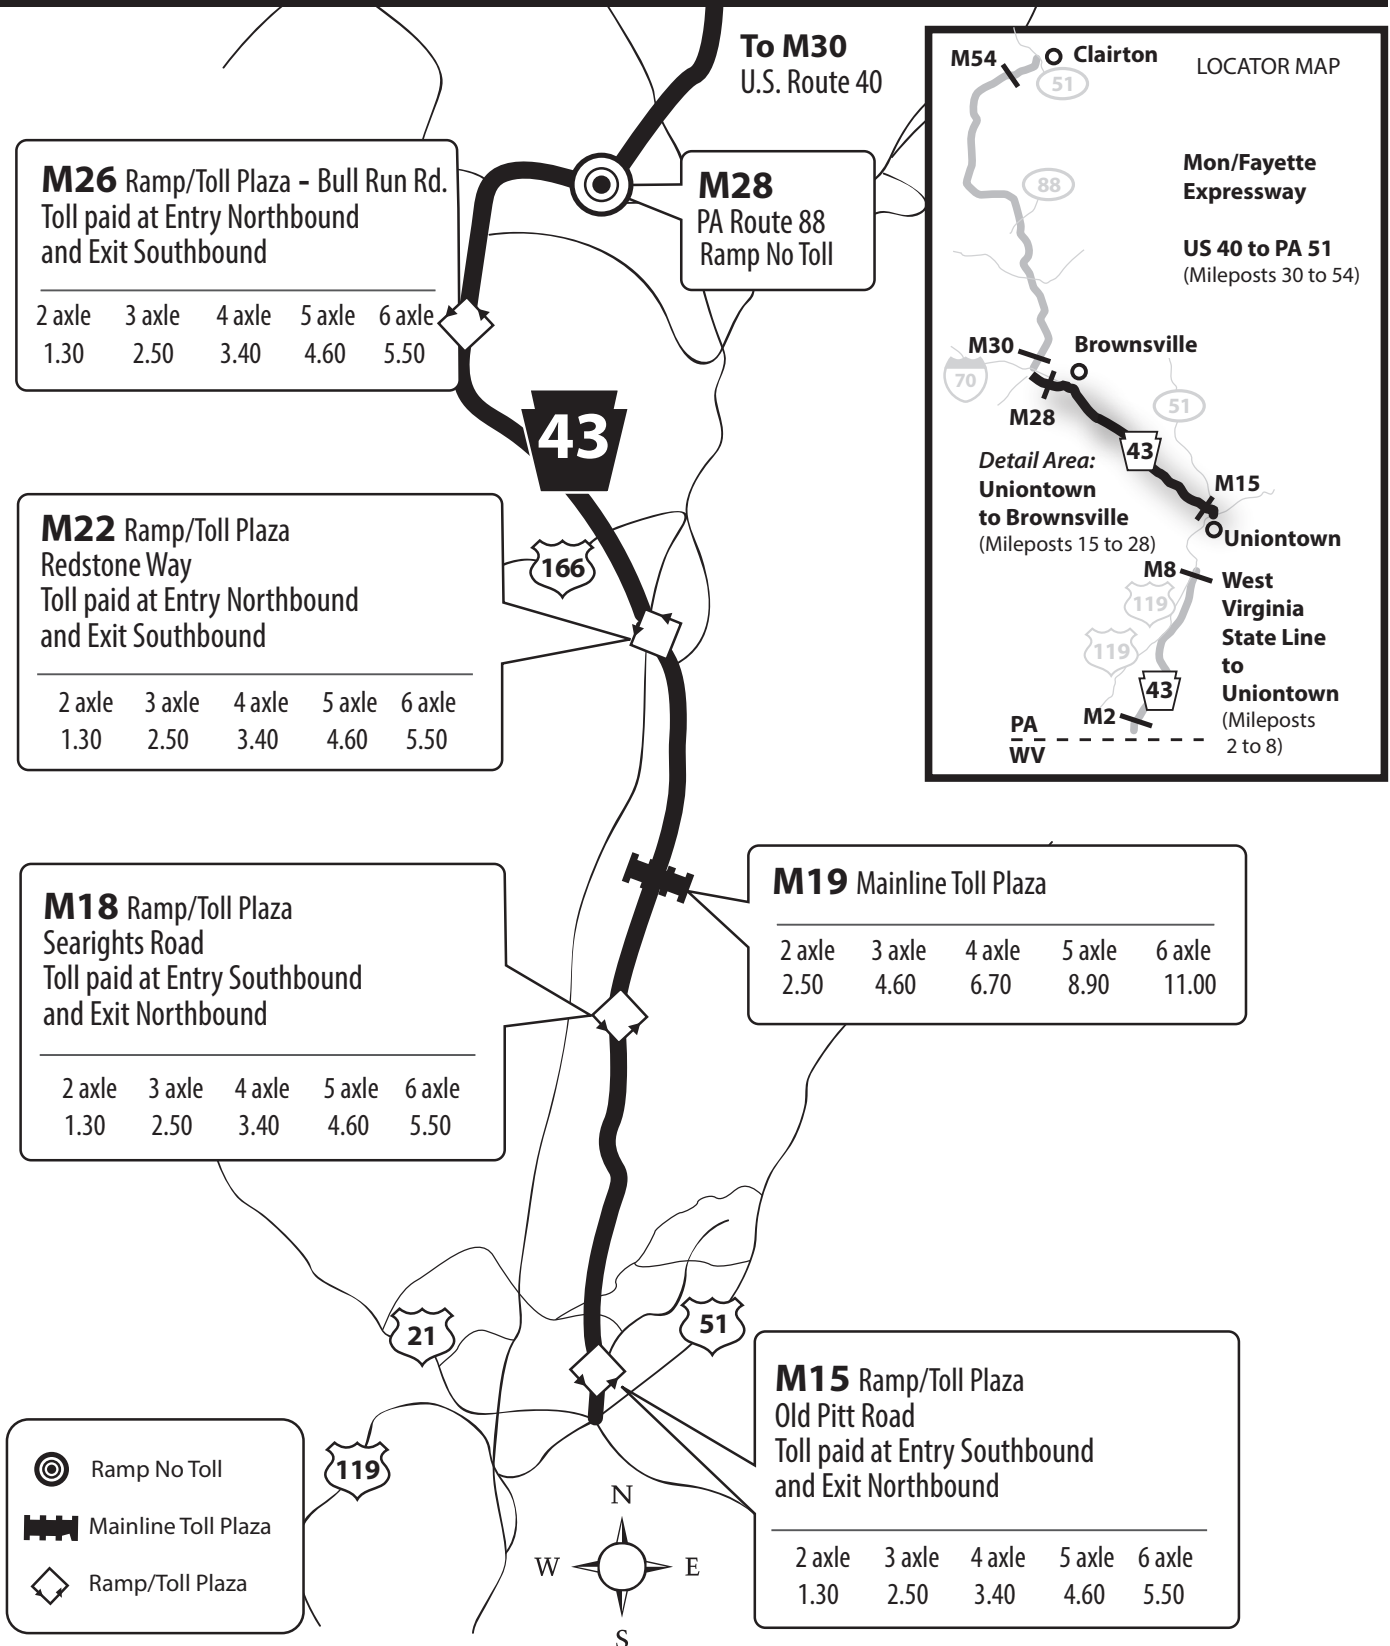 To M30
U.S. Route 40
M26 Ramp/Toll Plaza - Bull Run Rd.
Toll paid at Entry Northbound
and Exit Southbound
2 axle 3 axle 4 axle 5 axle 6 axle
1.30 2.50 3.40 4.60 5.50
M28
PA Route 88
Ramp No Toll
43
M22 Ramp/Toll Plaza
Redstone Way
Toll paid at Entry Northbound
and Exit Southbound
2 axle 3 axle 4 axle 5 axle 6 axle
1.30 2.50 3.40 4.60 5.50
166
M18 Ramp/Toll Plaza
Searights Road
Toll paid at Entry Southbound
and Exit Northbound
2 axle 3 axle 4 axle 5 axle 6 axle
1.30 2.50 3.40 4.60 5.50
M19 Mainline Toll Plaza
2 axle 3 axle 4 axle 5 axle 6 axle
2.50 4.60 6.70 8.90 11.00
21
51
119
M15 Ramp/Toll Plaza
Old Pitt Road
Toll paid at Entry Southbound
and Exit Northbound
2 axle 3 axle 4 axle 5 axle 6 axle
1.30 2.50 3.40 4.60 5.50
Ramp No Toll
Mainline Toll Plaza
Ramp/Toll Plaza
N
W E
S
LOCATOR MAP
M54
Clairton
51
Mon/Fayette
Expressway
88
US 40 to PA 51
(Mileposts 30 to 54)
M30
Brownsville
70
M28
51
43
Detail Area:
Uniontown
to Brownsville
(Mileposts 15 to 28)
M15
Uniontown
M8
West
Virginia
State Line
to
Uniontown
(Mileposts
2 to 8)
119
119
43
M2
PA
WV